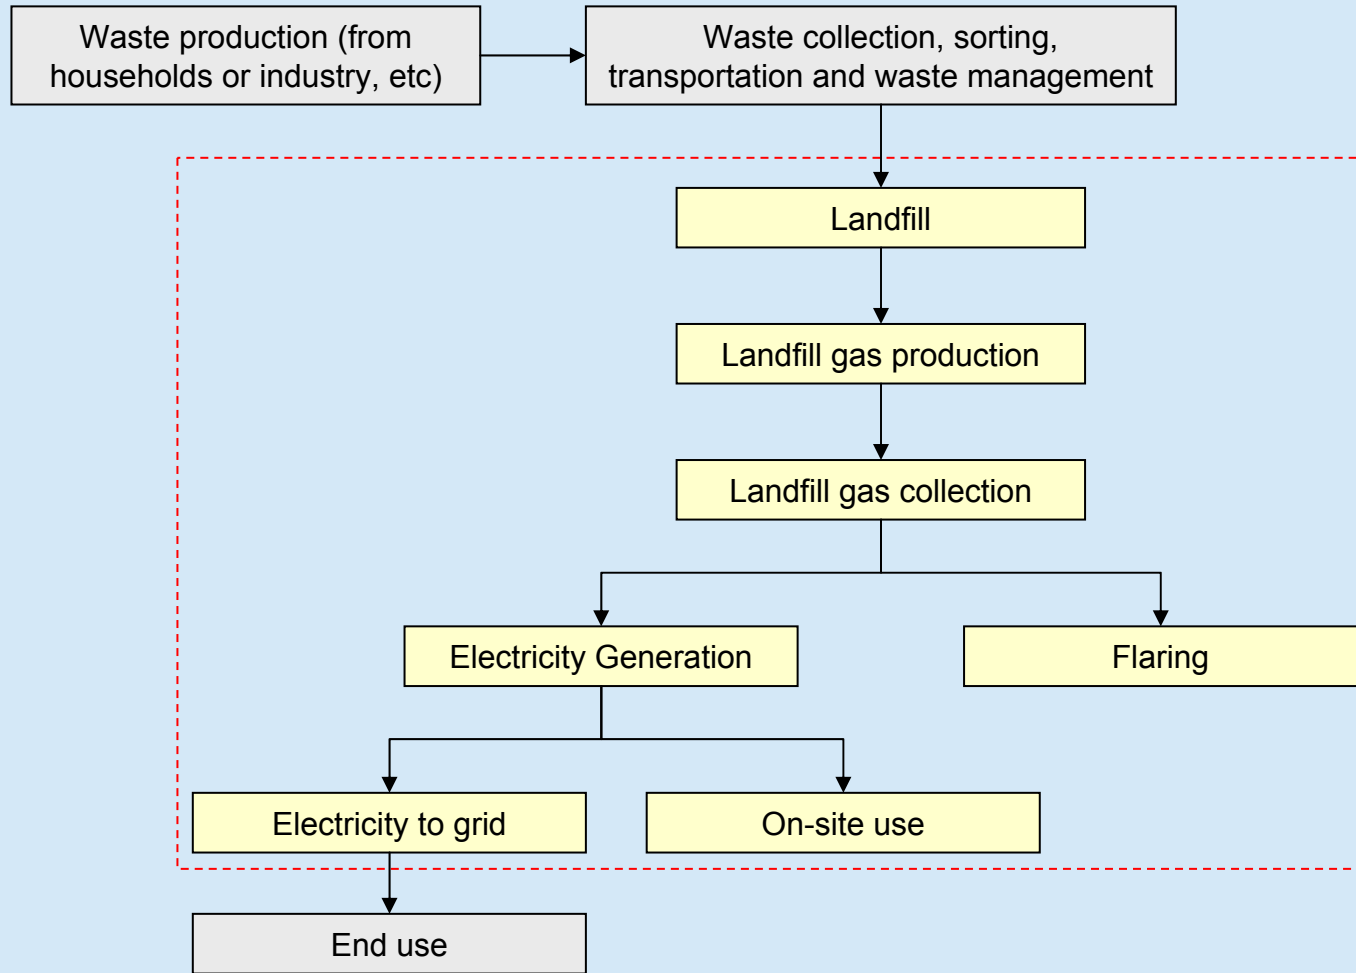 Waste production (from
households or industry, etc)
Waste collection, sorting,
transportation and waste management
Landfill
Landfill gas production
Landfill gas collection
Electricity Generation
Flaring
Electricity to grid
On-site use
End use